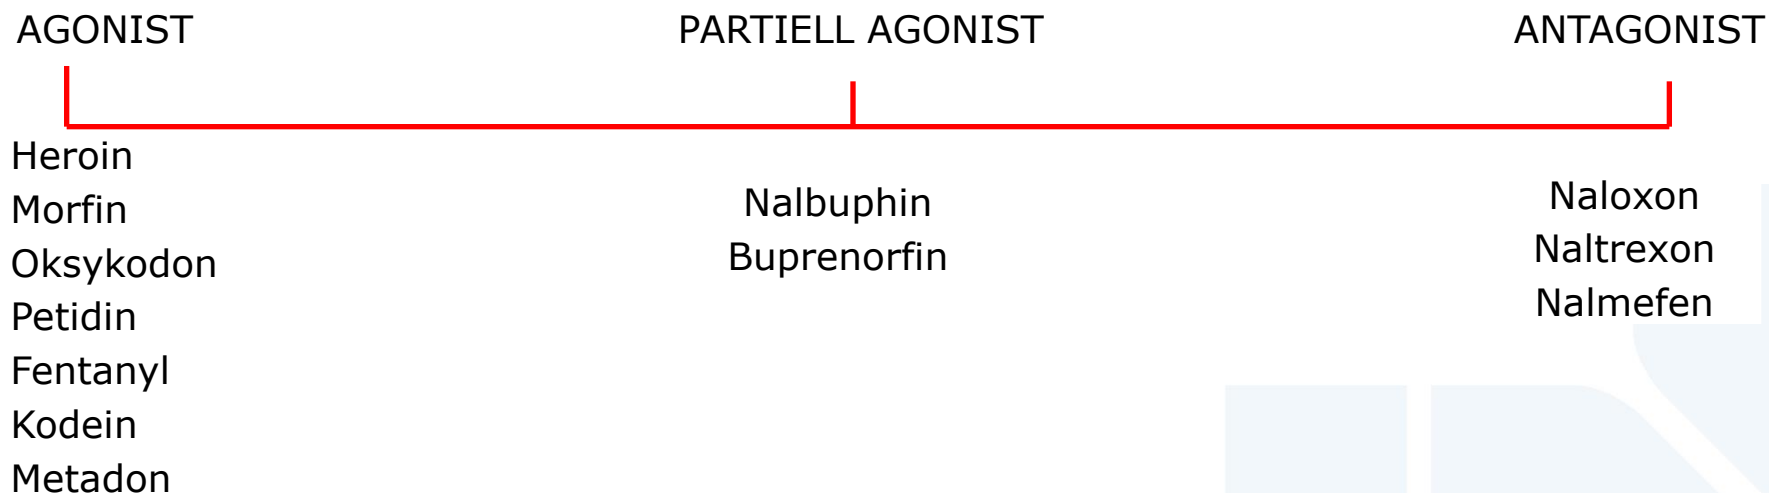 AGONIST
PARTIELL AGONIST
ANTAGONIST
Heroin
Morfin
Oksykodon
Petidin
Fentanyl
Kodein
Metadon
Nalbuphin
Buprenorfin
Naloxon
Naltrexon
Nalmefen